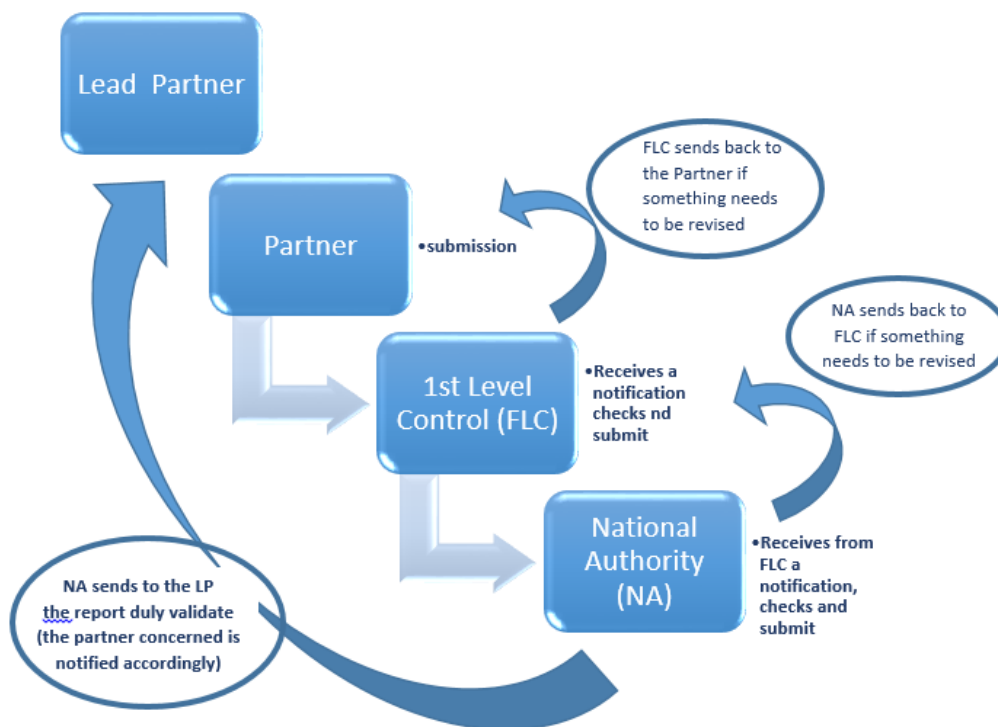 Lead Partner
FLC sends back to
the Partner if
something needs
to be revised
Partner
•submission
NA sends back to
FLC if something
needs to be revised
1st Level
Control (FLC)
•Receives a
notification
checks nd
submit
National
Authority
(NA)
•Receives from
FLC a
notification,
checks and
submit
NA sends to the LP
the report duly validate
(the partner concerned is
notified accordingly)